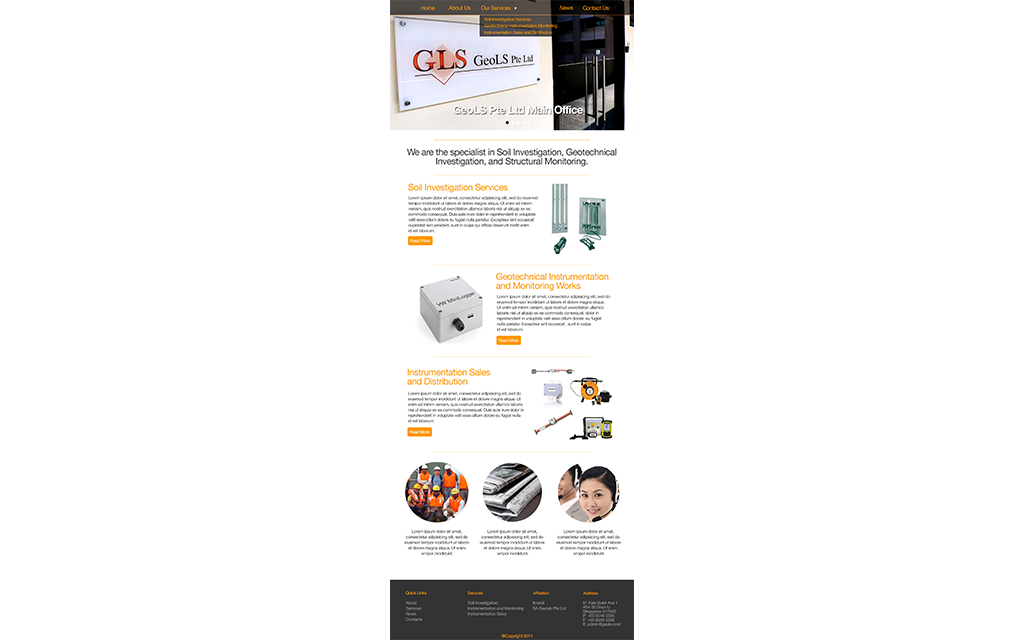 Home About Us Our Services News Contact Us
Soil Investigation Services
Geotechnical Instrumentation Monitoring
Instrumentation Sales and Distribution
GLS GeoLS Pte Ltd
GeoLS Pte Ltd Main Office
We are the specialist in Soil Investigation, Geotechnical
Investigation, and Structural Monitoring.
Soil Investigation Services
Lorem ipsum dolor sit amet, consectetur adipisicing elit, sed do eiusmod
tempor incididunt ut labore et dolore magna aliqua. Ut enim ad minim
veniam, quis nostrud exercitation ullamco laboris nisi ut aliquip ex ea
commodo consequat. Duis aute irure dolor in reprehenderit in voluptate
velit esse cillum dolore eu fugiat nulla pariatur. Excepteur sint occaecat
cupidatat non proident, sunt in culpa qui officia deserunt mollit anim
id est laborum.
Read More
Geotechnical Instrumentation
and Monitoring Works
VW MiniLogger
Lorem ipsum dolor sit amet, consectetur adipisicing elit, sed do
eiusmod tempor incididunt ut labore et dolore magna aliqua. Ut
enim ad minim veniam, quis nostrud exercitation ullamco laboris
nisi ut aliquip ex ea commodo consequat. Duis aute irure dolor in
reprehenderit in voluptate velit esse cillum dolore eu fugiat
nulla pariatur. Excepteur sint occaecat , sunt in culpa
id est laborum.
Read More
Instrumentation Sales
and Distribution
Lorem ipsum dolor sit amet, consectetur adipisicing elit, sed do
eiusmod tempor incididunt ut labore et dolore magna aliqua. Ut
enim ad minim veniam, quis nostrud exercitation ullamco laboris
nisi ut aliquip ex ea commodo consequat. Duis aute irure dolor in
reprehenderit in voluptate velit esse cillum dolore eu fugiat nulla
pariatur.
Read More
Lorem ipsum dolor sit amet,
consectetur adipisicing elit, sed do
eiusmod tempor incididunt ut labore
et dolore magna aliqua. Ut enim,
ampor incididunt.
Lorem ipsum dolor sit amet,
consectetur adipisicing elit, sed do
eiusmod tempor incididunt ut labore
et dolore magna aliqua. Ut enim,
ampor incididunt.
Lorem ipsum dolor sit amet,
consectetur adipisicing elit, sed do
eiusmod tempor incididunt ut labore
et dolore magna aliqua. Ut enim,
ampor incididunt.
Quick Links
About
Services
News
Contacts
Services
Soil Investigation
Instrumentation and Monitoring
Instrumentation Sales
Affiliation
SA Geolab Pte Ltd
Address
61 Kaki Bukit Ave 1
Shun Li
Singapore
E: admin@geols.com
©Copyright 2014